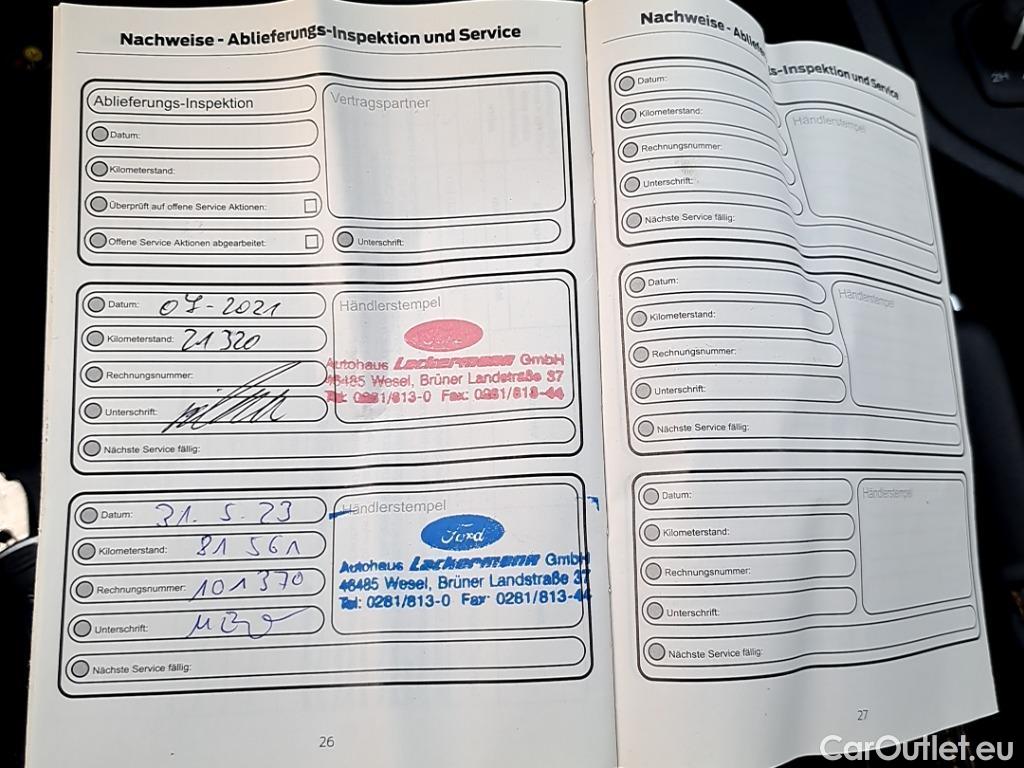 Nachweise - Ablieferungs-Inspektion und Service
Ablieferungs-Inspektion
Vertragspartner
Datum:
Kilometerstand:
Überprüft auf offene Service Aktionen:
Offene Service Aktionen abgearbeitet:
Unterschrift:
Datum: 07-2021
Händlerstempel
Kilometerstand: 21320
Ford
Rechnungsnummer:
Autohaus Lackermann GmbH
46485 Wesel, Brüner Landstraße 37
Tel: 0281/813-0 Fax: 0281/813-44
Unterschrift:
Nächste Service fällig:
Datum: 31.5.23
Händlerstempel
Kilometerstand: 81 561
Ford
Rechnungsnummer: 101370
Autohaus Lackermann GmbH
46485 Wesel, Brüner Landstraße 37
Tel: 0281/813-0 Fax: 0281/813-44
Unterschrift:
Nächste Service fällig:
26
Nachweise - Ablief
s-Inspektion und Service
Datum:
Händlerstempel
Kilometerstand:
Rechnungsnummer:
Unterschrift:
Nächste Service fällig:
Datum:
Händlerstempel
Kilometerstand:
Rechnungsnummer:
Unterschrift:
Nächste Service fällig:
Datum:
Händlerstempel
Kilometerstand:
Rechnungsnummer:
Unterschrift:
Nächste Service fällig:
27
2H
CarOutlet.eu